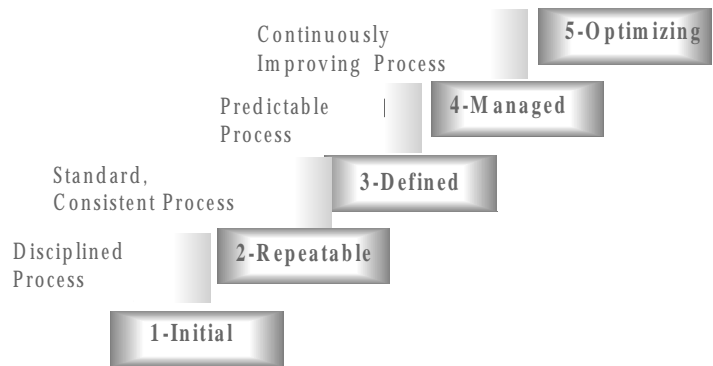 Continuously
Improving Process
5-Optimizing
Predictable
Process
4-Managed
Standard,
Consistent Process
3-Defined
Disciplined
Process
2-Repeatable
1-Initial